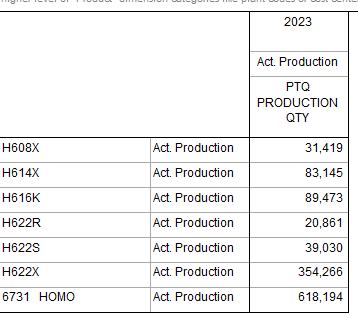 higher level of "Product" dimension categories like plant codes or cost center
2023
Act. Production
PTQ
PRODUCTION
QTY
H608X Act. Production 31,419
H614X Act. Production 83,145
H616K Act. Production 89,473
H622R Act. Production 20,861
H622S Act. Production 39,030
H622X Act. Production 354,266
6731 HOMO Act. Production 618,194